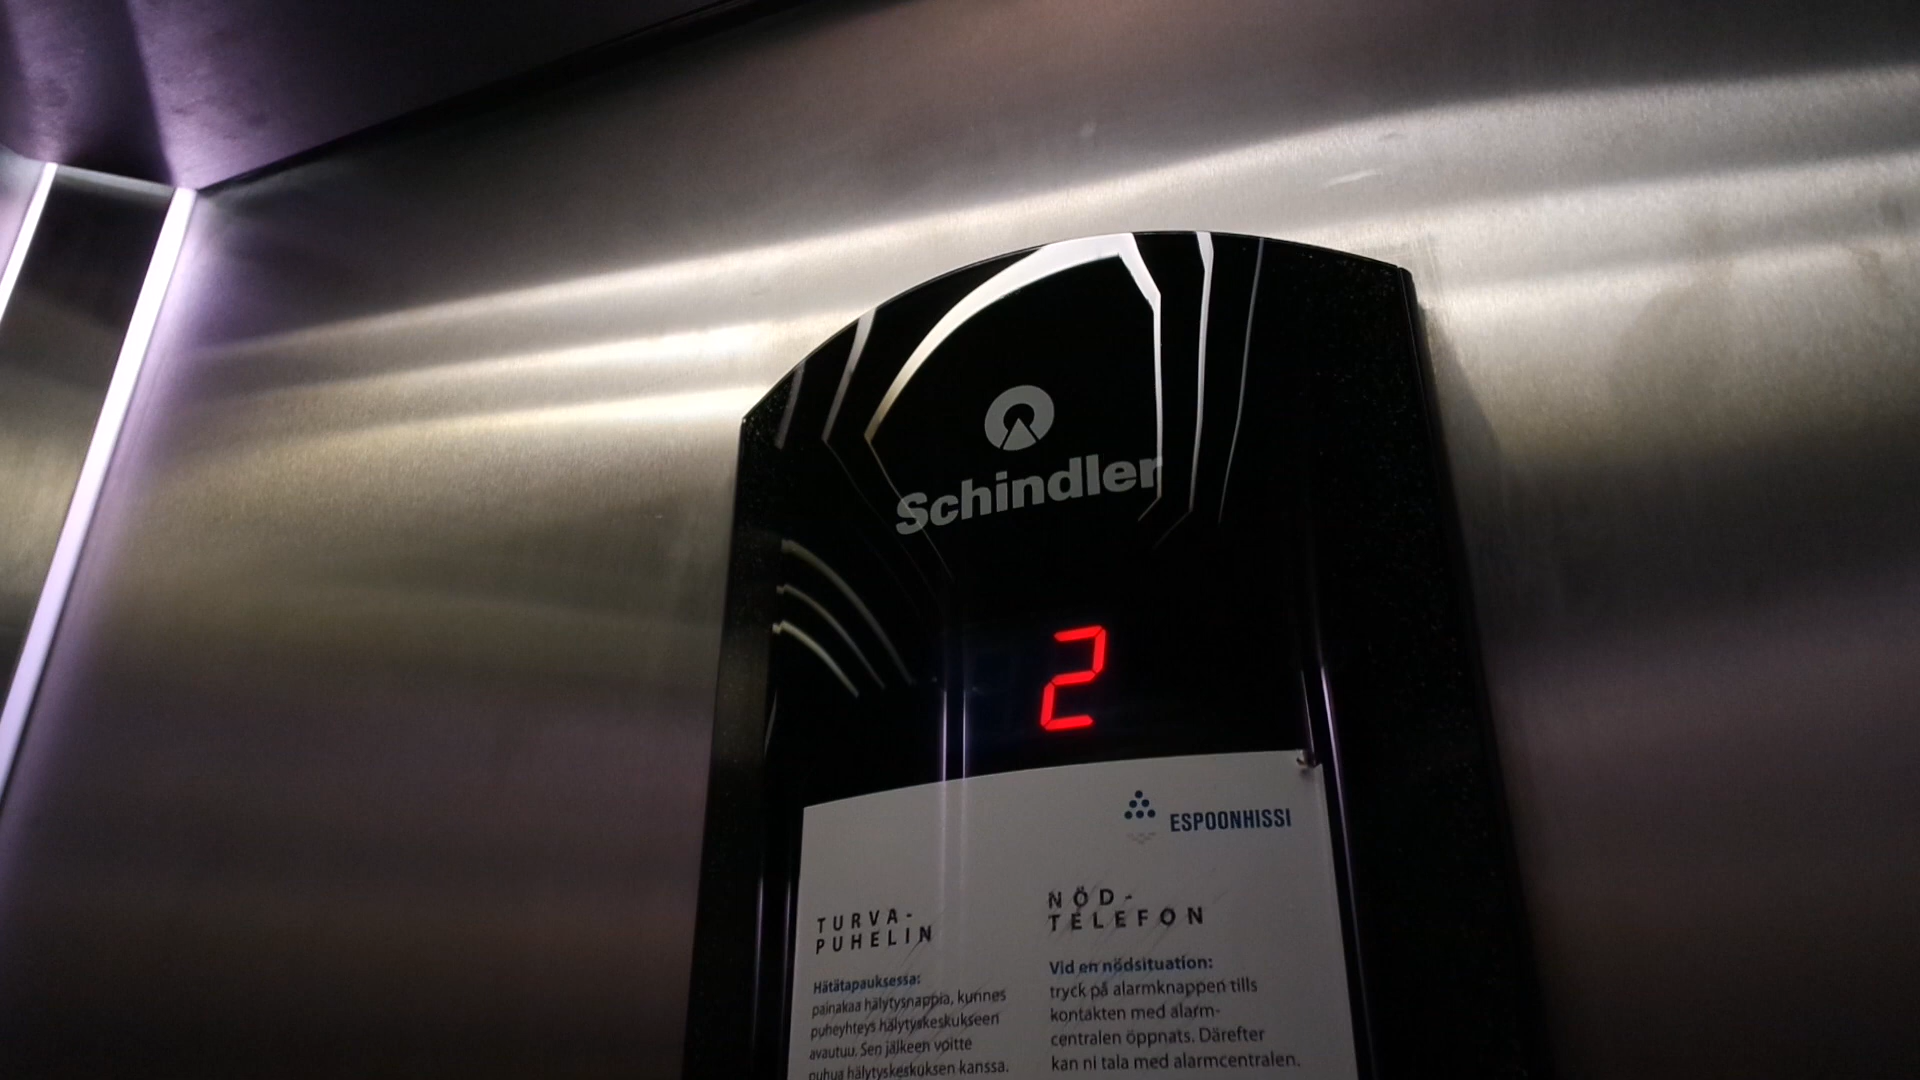 Schindler
2
ESPOONHISSI
TURVA-
PUHELIN
Hätätapauksessa:
painakaa hälytysnappia, kunnes
puheyhteys hälytyskeskukseen
avautuu. Sen jälkeen voitte
puhua hälytyskeskuksen kanssa.
NÖD-
TELEFON
Vid en nödsituation:
tryck på alarmknappen tills
kontakten med alarm-
centralen öppnats. Därefter
kan ni tala med alarmcentralen.